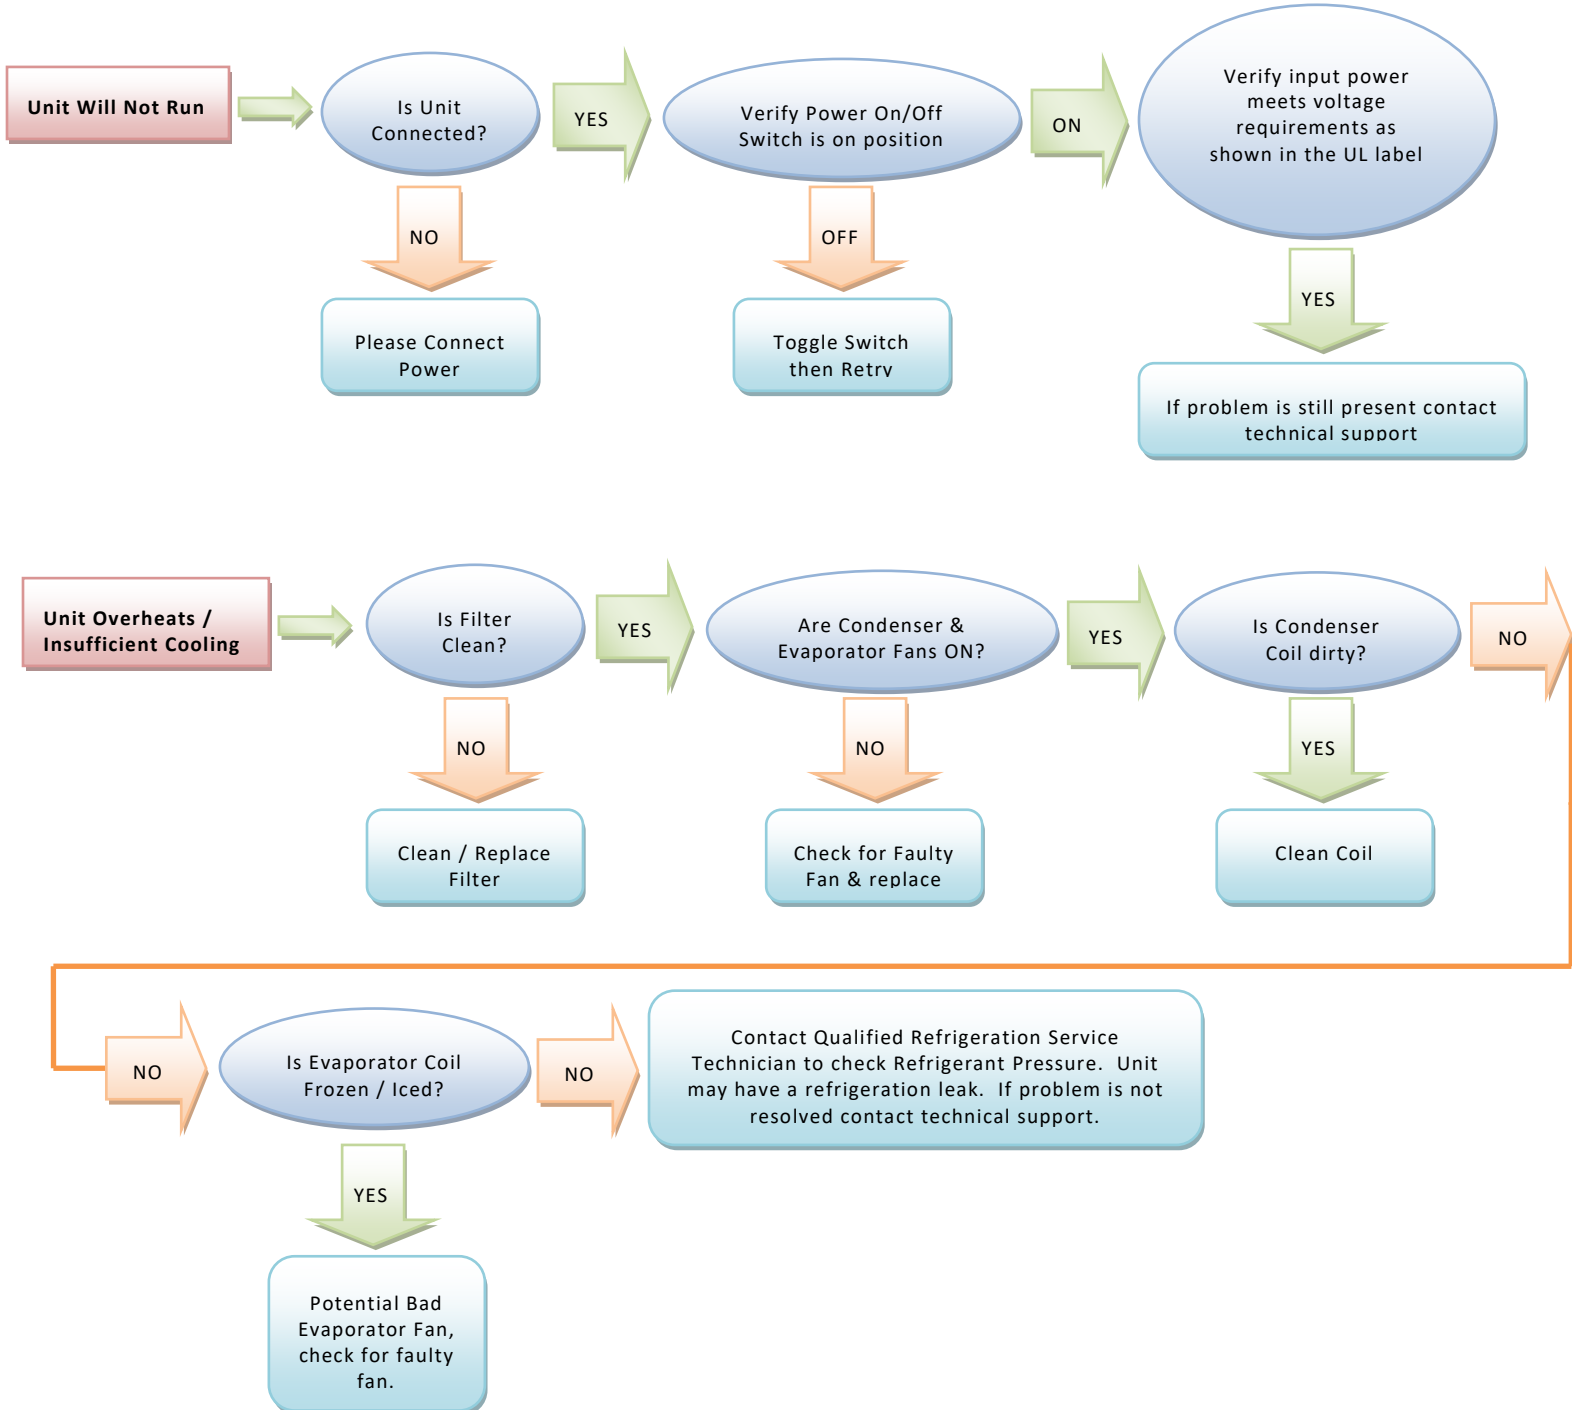 Unit Will Not Run
Is Unit
Connected?
YES
Verify Power On/Off
Switch is on position
ON
Verify input power
meets voltage
requirements as
shown in the UL label
NO
OFF
YES
Please Connect
Power
Toggle Switch
then Retry
If problem is still present contact
technical support
Unit Overheats /
Insufficient Cooling
Is Filter
Clean?
YES
Are Condenser &
Evaporator Fans ON?
YES
Is Condenser
Coil dirty?
NO
NO
NO
YES
Clean / Replace
Filter
Check for Faulty
Fan & replace
Clean Coil
NO
Is Evaporator Coil
Frozen / Iced?
NO
Contact Qualified Refrigeration Service
Technician to check Refrigerant Pressure.  Unit
may have a refrigeration leak.  If problem is not
resolved contact technical support.
YES
Potential Bad
Evaporator Fan,
check for faulty
fan.